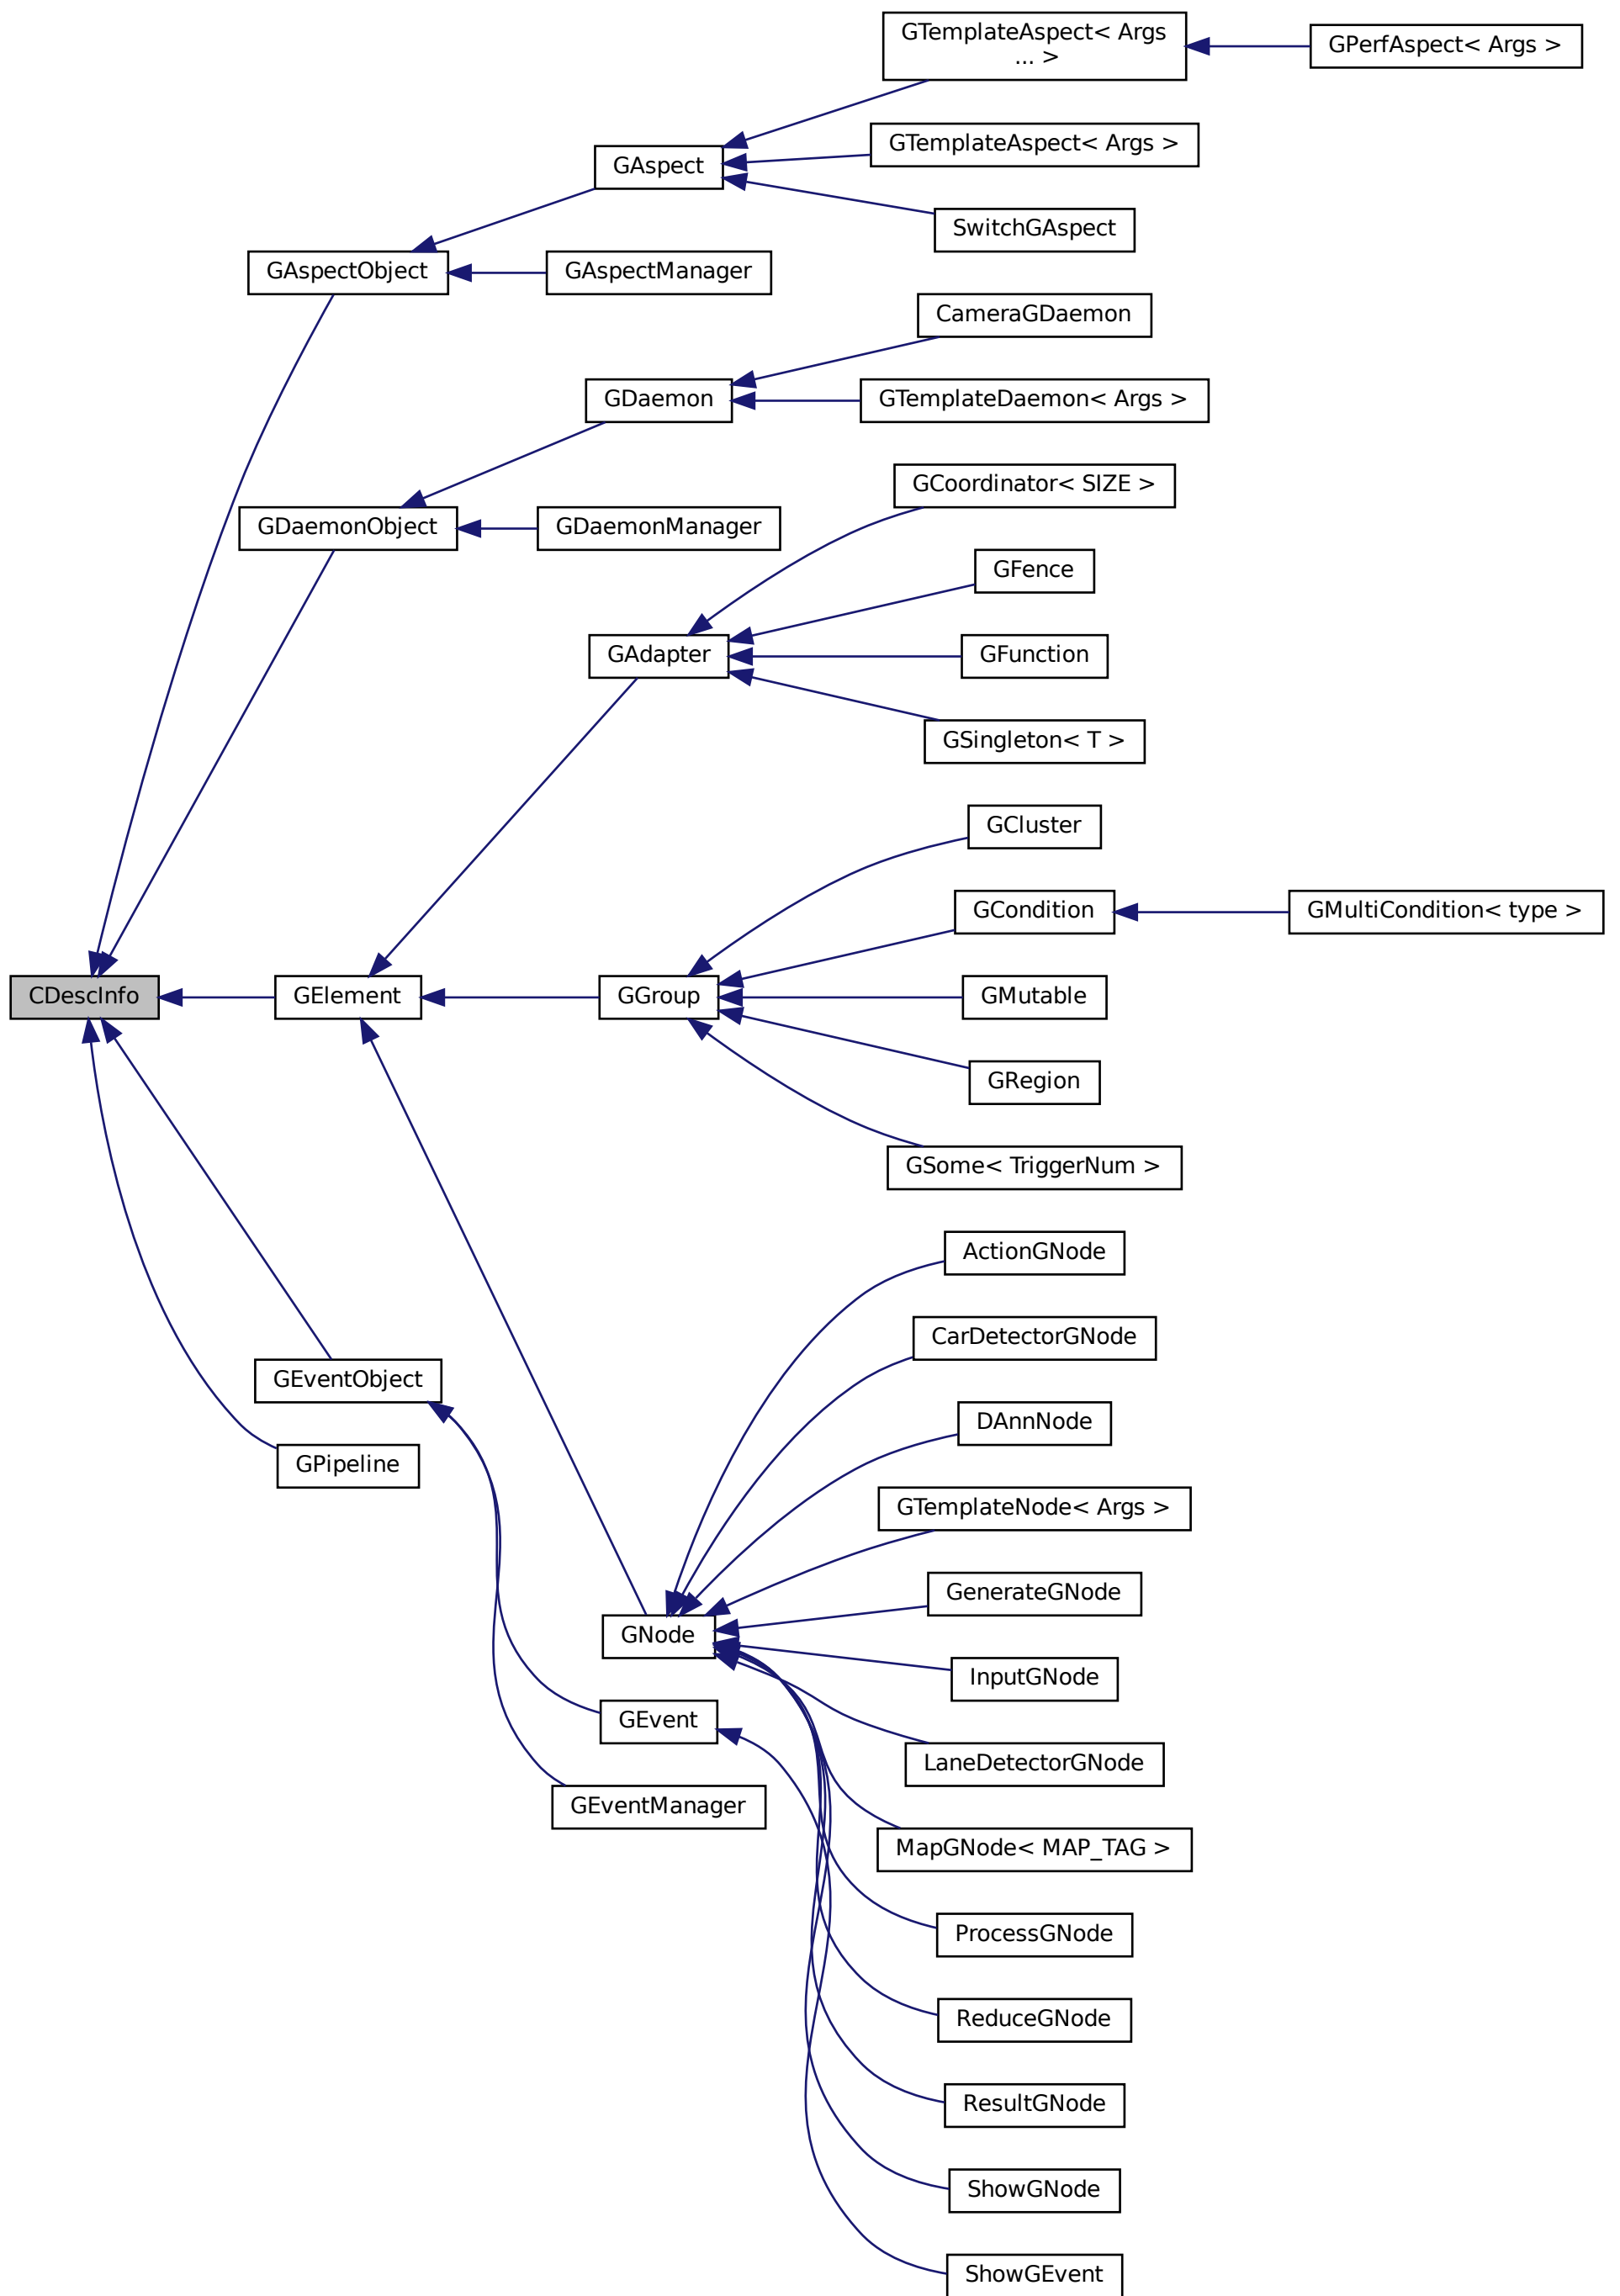 GTemplateAspect< Args
... >
GPerfAspect< Args >
GTemplateAspect< Args >
GAspect
SwitchGAspect
GAspectObject
GAspectManager
CameraGDaemon
GDaemon
GTemplateDaemon< Args >
GCoordinator< SIZE >
GDaemonObject
GDaemonManager
GFence
GAdapter
GFunction
GSingleton< T >
GCluster
GCondition
GMultiCondition< type >
CDescInfo
GElement
GGroup
GMutable
GRegion
GSome< TriggerNum >
ActionGNode
CarDetectorGNode
GEventObject
DAnnNode
GPipeline
GTemplateNode< Args >
GenerateGNode
GNode
InputGNode
GEvent
LaneDetectorGNode
GEventManager
MapGNode< MAP_TAG >
ProcessGNode
ReduceGNode
ResultGNode
ShowGNode
ShowGEvent